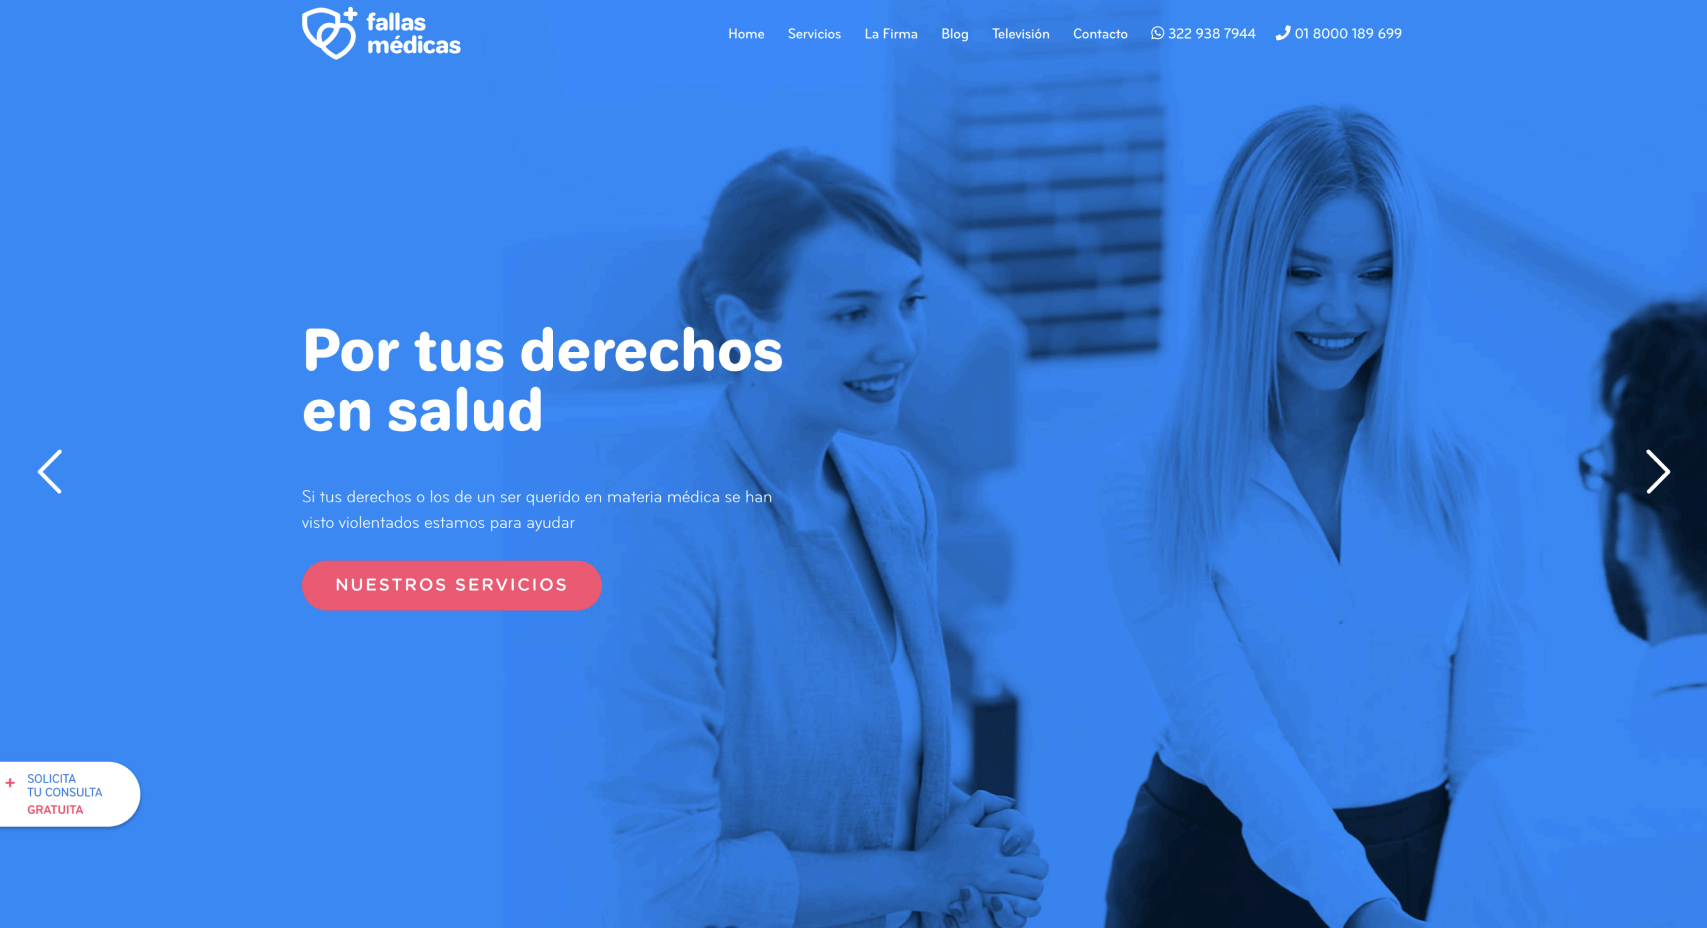 fallas
médicas
Home Servicios La Firma Blog Televisión Contacto 322 938 7944 01 8000 189 699
Por tus derechos
en salud
Si tus derechos o los de un ser querido en materia médica se han
visto violentados estamos para ayudar
NUESTROS SERVICIOS
+ SOLICITA
TU CONSULTA
GRATUITA